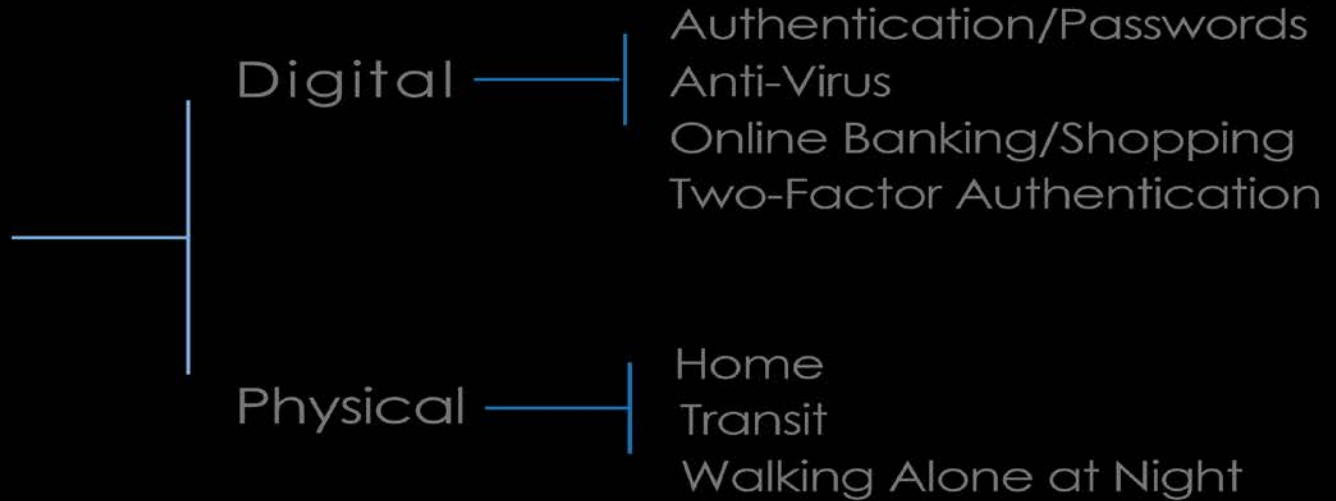 Digital
Authentication/Passwords
Anti-Virus
Online Banking/Shopping
Two-Factor Authentication
Physical
Home
Transit
Walking Alone at Night